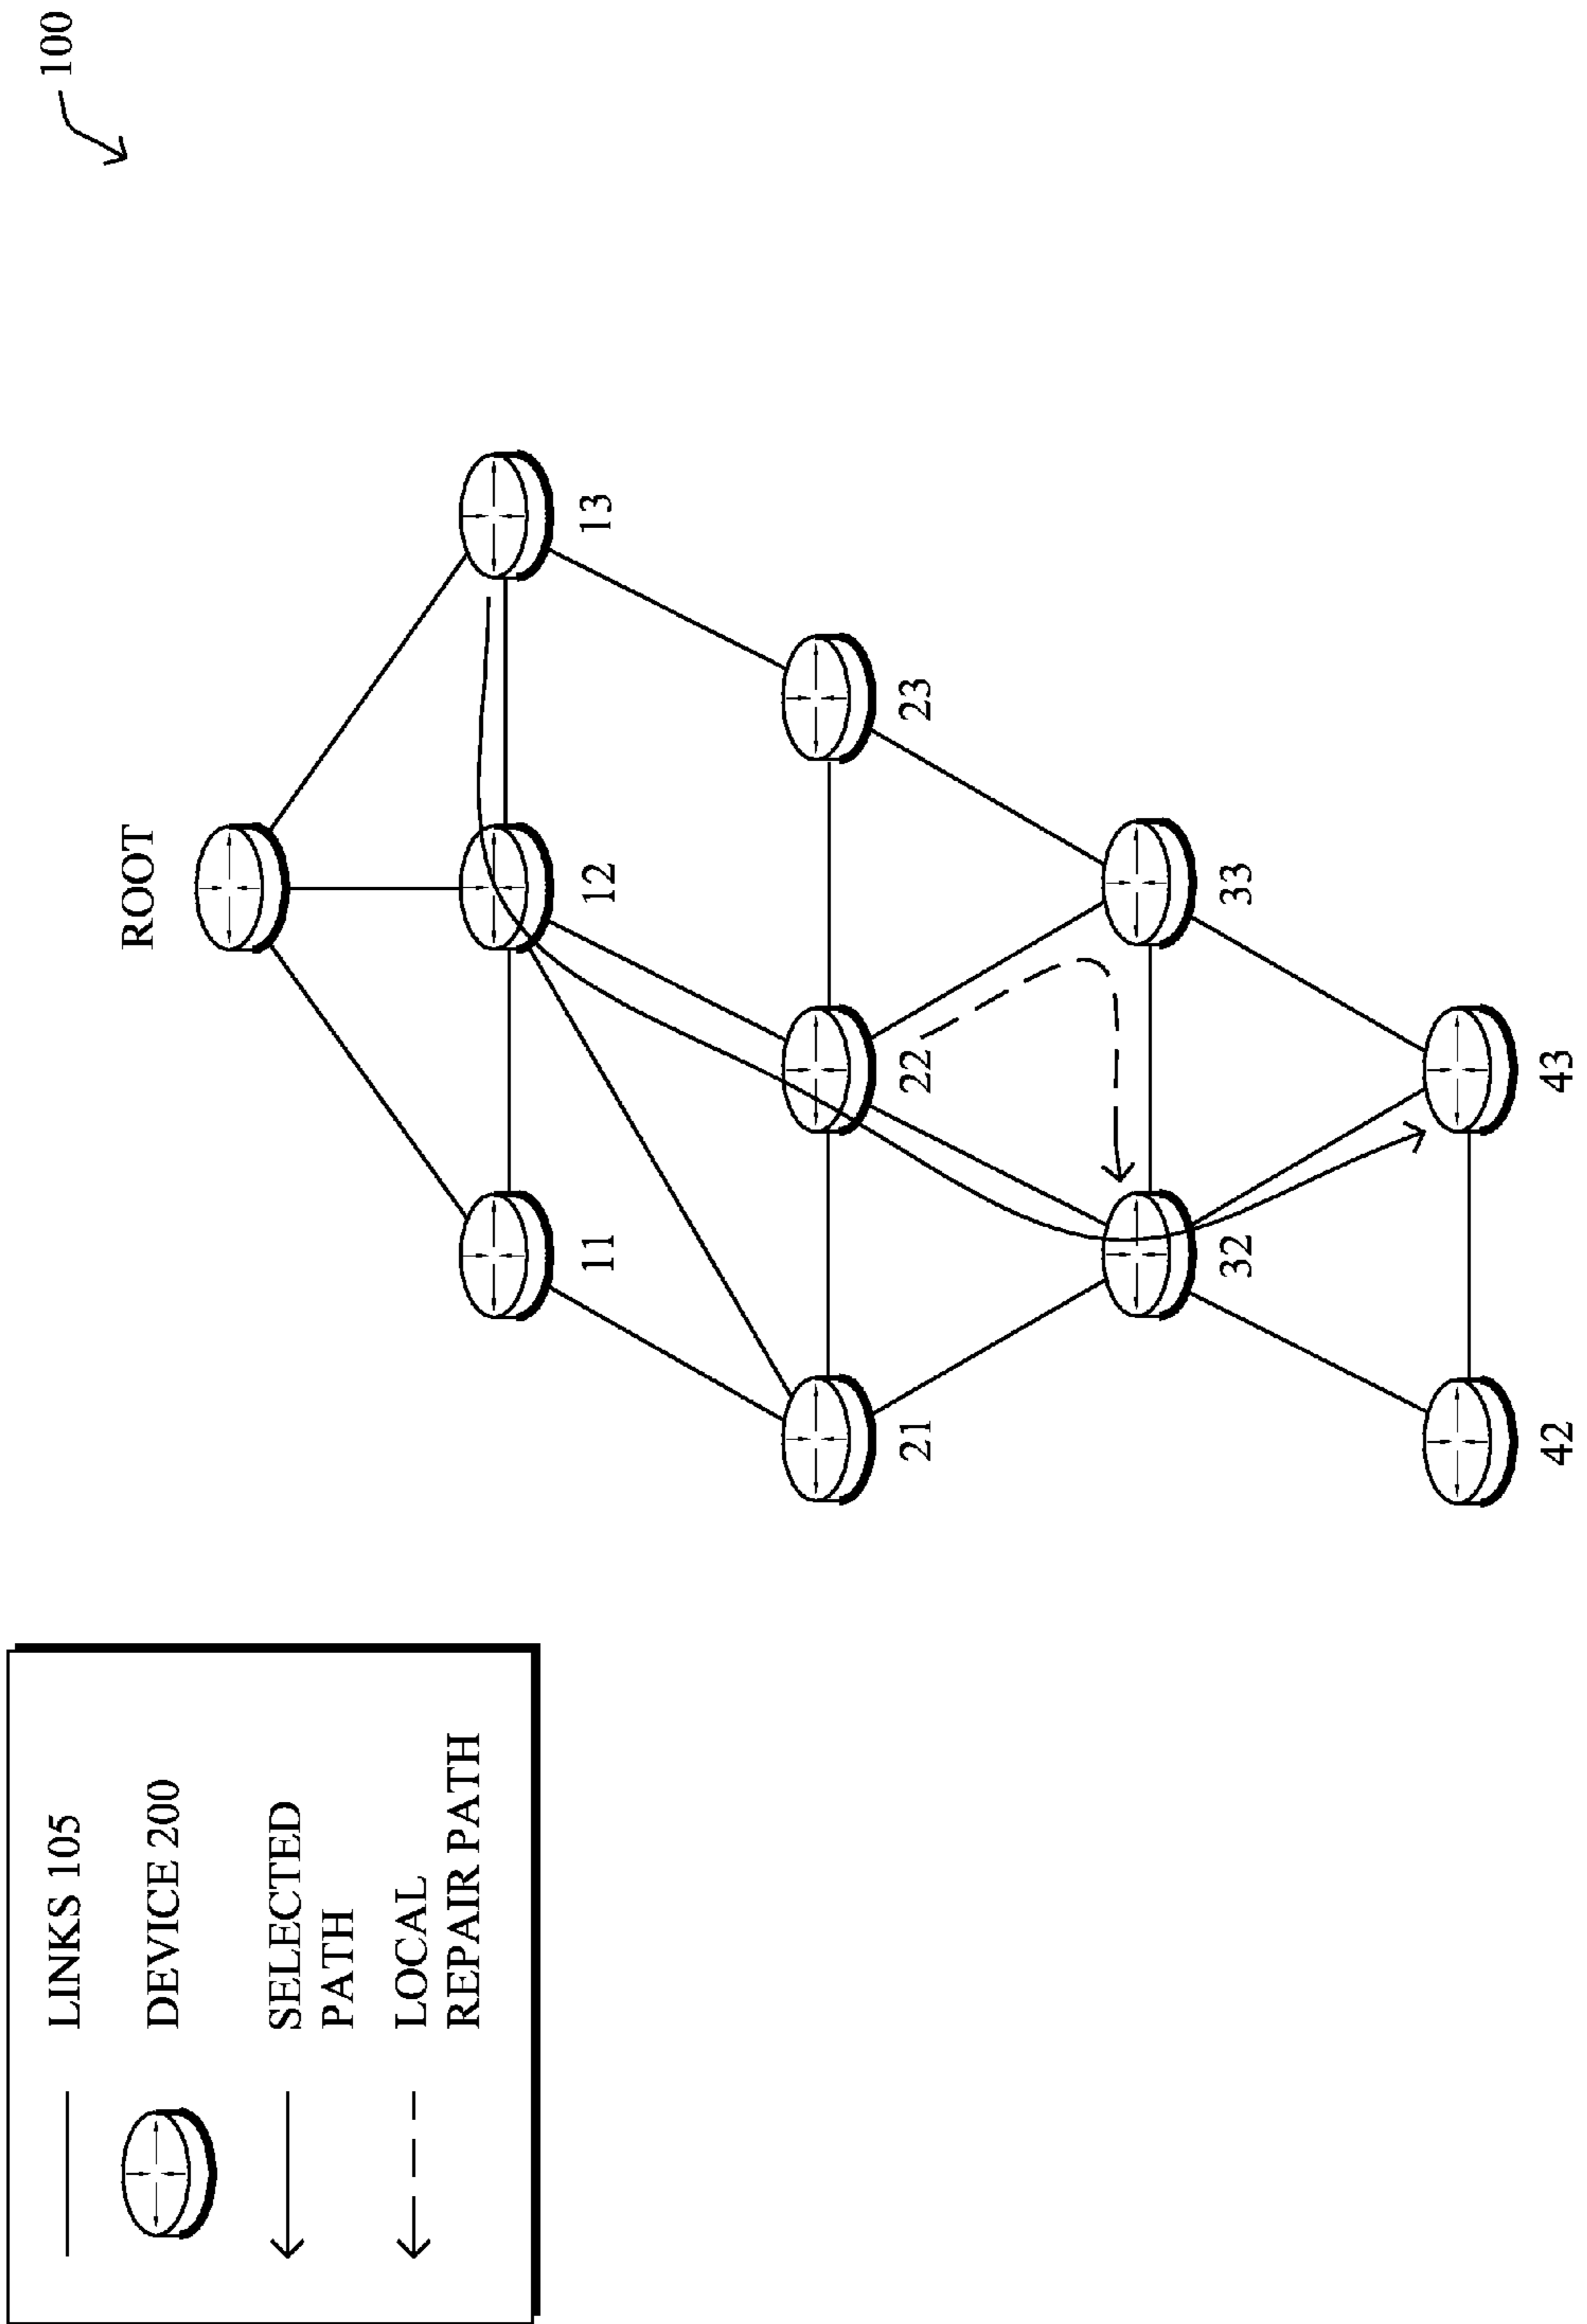 100
ROOT
11
12
13
21
22
23
32
33
42
43
LINKS 105
DEVICE 200
SELECTED
PATH
LOCAL
REPAIR PATH